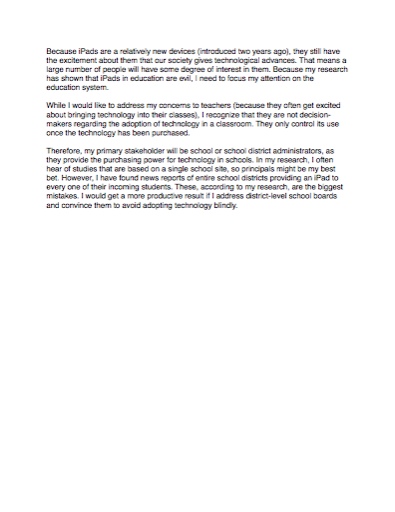 Because iPads are a relatively new devices (introduced two years ago), they still have
the excitement about them that our society gives technological advances. That means a
large number of people will have some degree of interest in them. Because my research
has shown that iPads in education are evil, I need to focus my attention on the
education system.
While I would like to address my concerns to teachers (because they often get excited
about bringing technology into their classes), I recognize that they are not decision-
makers regarding the adoption of technology in a classroom. They only control its use
once the technology has been purchased.
Therefore, my primary stakeholder will be school or school district administrators, as
they provide the purchasing power for technology in schools. In my research, I often
hear of studies that are based on a single school site, so principals might be my best
bet. However, I have found news reports of entire school districts providing an iPad to
every one of their incoming students. These, according to my research, are the biggest
mistakes. I would get a more productive result if I address district-level school boards
and convince them to avoid adopting technology blindly.